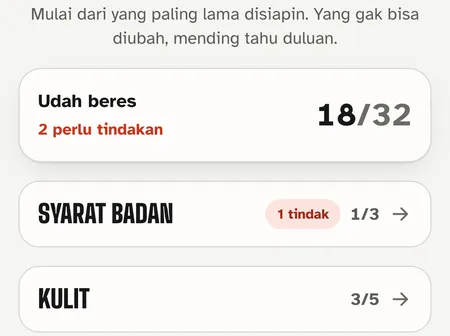 Mulai dari yang paling lama disiapin. Yang gak bisa
diubah, mending tahu duluan.
Udah beres
2 perlu tindakan
18/32
SYARAT BADAN
1 tindak
1/3 →
KULIT
3/5 →